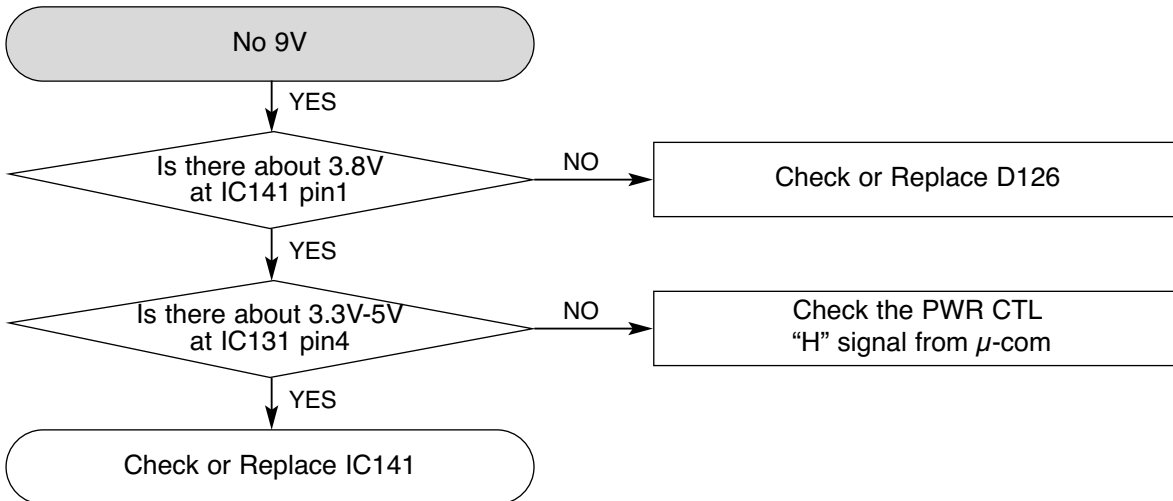 No 9V
YES
Is there about 3.8V
at IC141 pin1
NO
Check or Replace D126
YES
Is there about 3.3V-5V
at IC131 pin4
NO
Check the PWR CTL
“H” signal from µ-com
YES
Check or Replace IC141